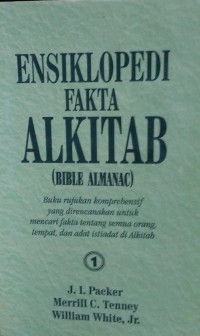 ENSIKLOPEDI
FAKTA
ALKITAB
(BIBLE ALMANAC)
Buku rujukan komprehensif
yang direncanakan untuk
mencari fakta tentang semua orang,
tempat, dan adat istiadat di Alkitab
1
J. I. Packer
Merrill C. Tenney
William White, Jr.